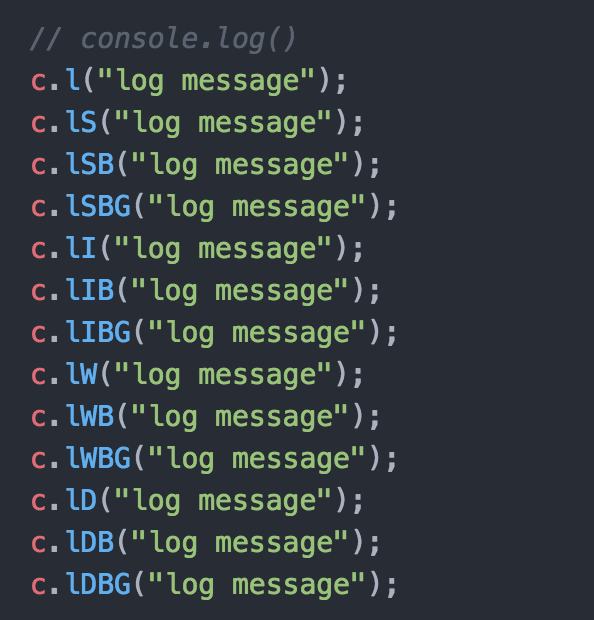 // console.log()
c.l("log message");
c.lS("log message");
c.lSB("log message");
c.lSBG("log message");
c.lI("log message");
c.lIB("log message");
c.lIBG("log message");
c.lW("log message");
c.lWB("log message");
c.lWBG("log message");
c.lD("log message");
c.lDB("log message");
c.lDBG("log message");